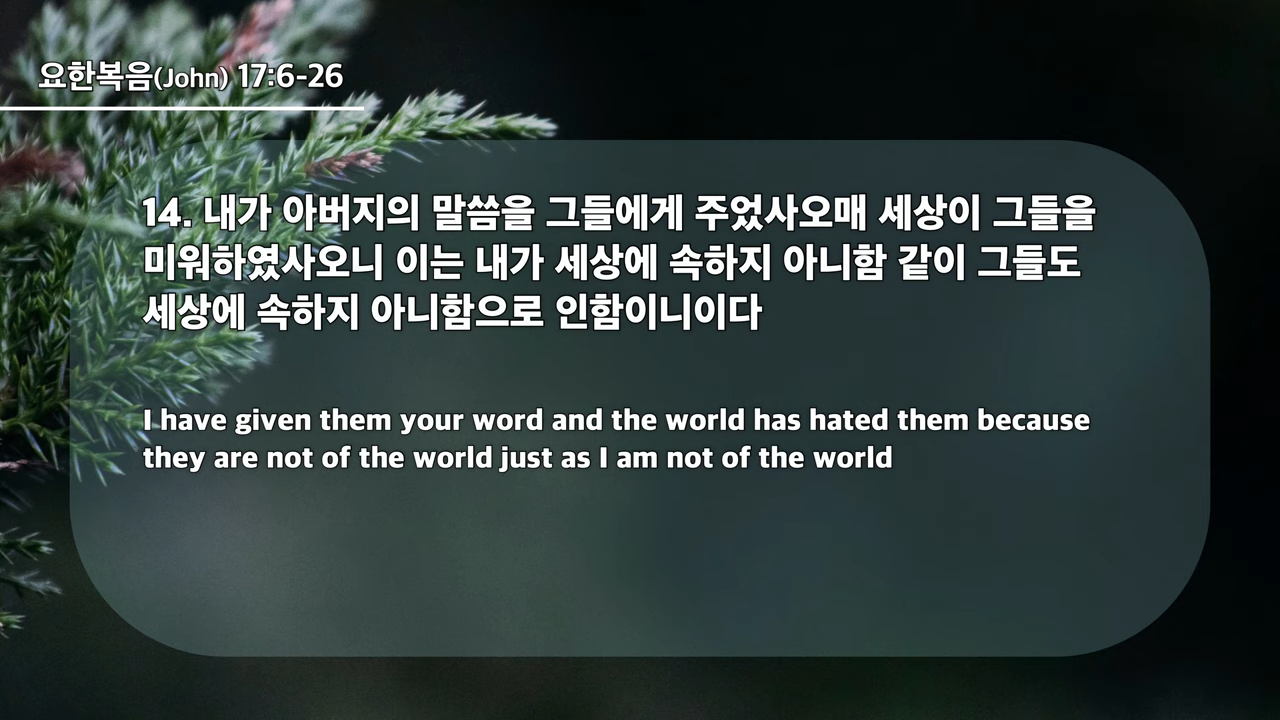 요한복음(John) 17:6-26
14. 내가 아버지의 말씀을 그들에게 주었사오매 세상이 그들을
미워하였사오니 이는 내가 세상에 속하지 아니함 같이 그들도
세상에 속하지 아니함으로 인함이니이다
I have given them your word and the world has hated them because
they are not of the world just as I am not of the world